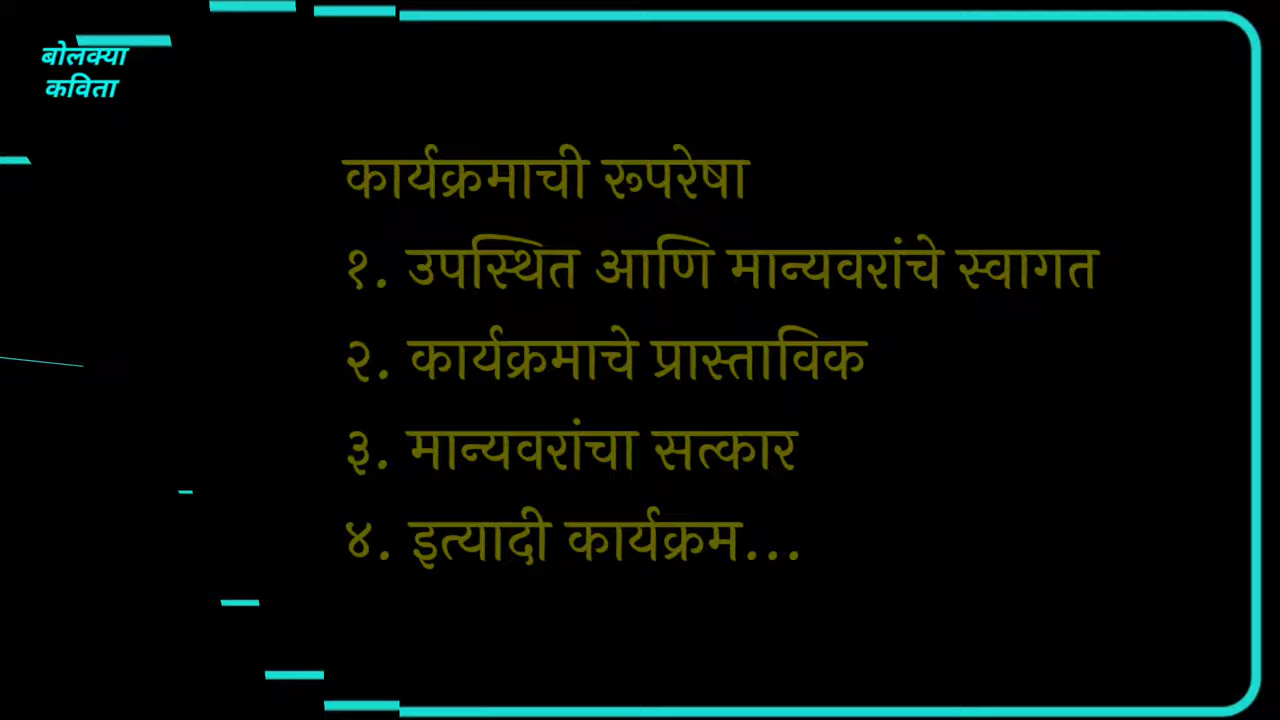 बोलक्या
कविता
कार्यक्रमाची रूपरेषा
१. उपस्थित आणि मान्यवरांचे स्वागत
२. कार्यक्रमाचे प्रास्ताविक
३. मान्यवरांचा सत्कार
४. इत्यादी कार्यक्रम...